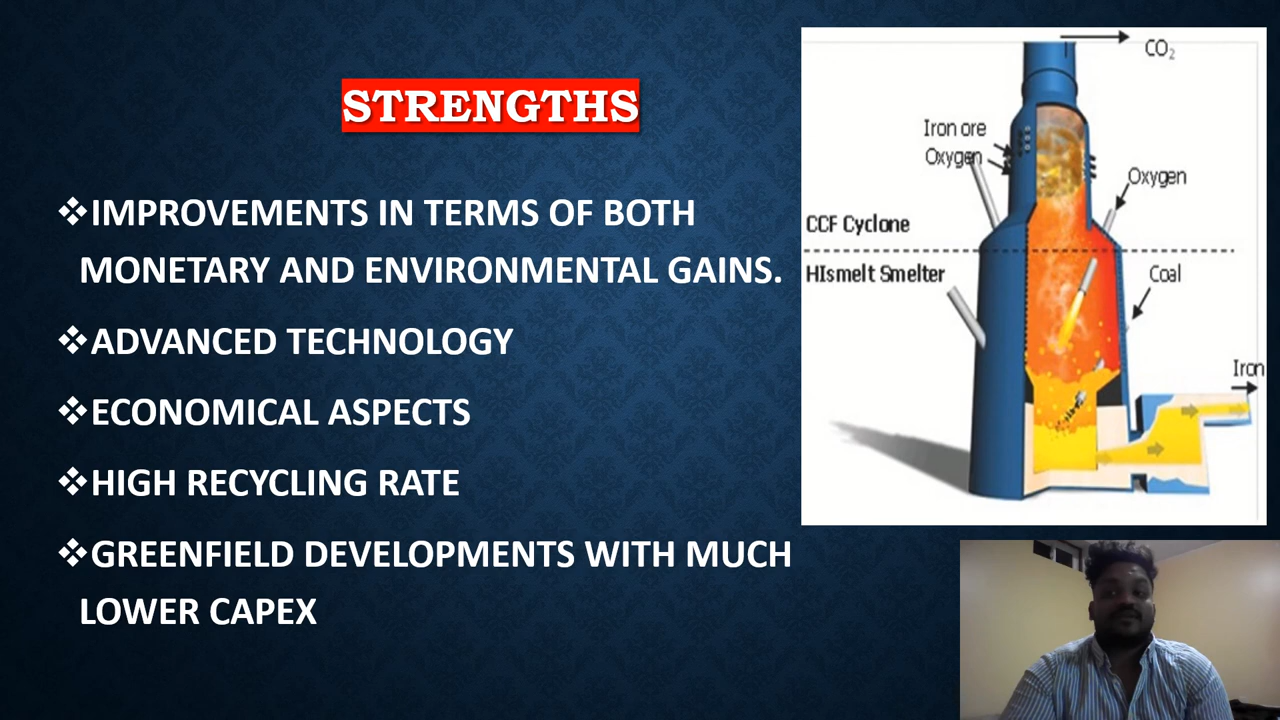 STRENGTHS
❖IMPROVEMENTS IN TERMS OF BOTH
MONETARY AND ENVIRONMENTAL GAINS.
❖ADVANCED TECHNOLOGY
❖ECONOMICAL ASPECTS
❖HIGH RECYCLING RATE
❖GREENFIELD DEVELOPMENTS WITH MUCH
LOWER CAPEX
CO₂
Iron ore
Oxygen
Oxygen
CCF Cyclone
HIsmelt Smelter
Coal
Iron